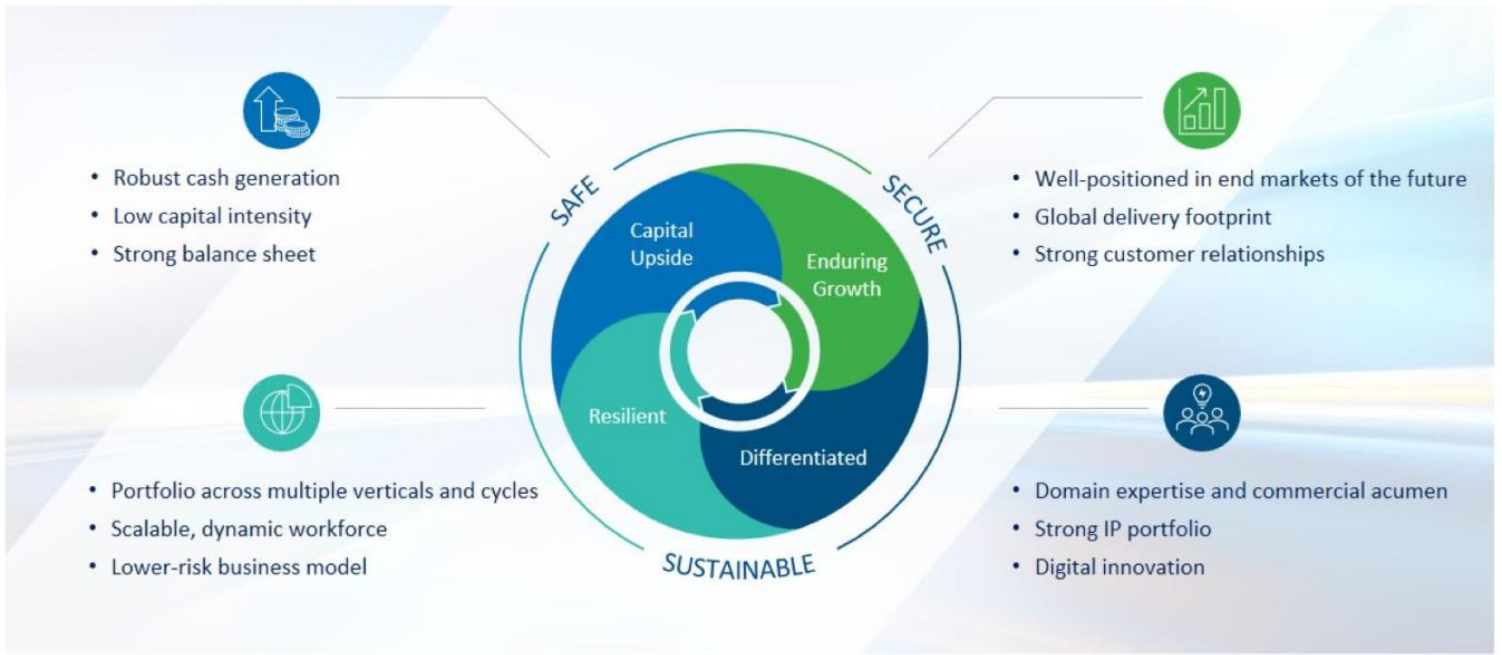 • Robust cash generation
• Low capital intensity
• Strong balance sheet
• Well-positioned in end markets of the future
• Global delivery footprint
• Strong customer relationships
SAFE
SECURE
SUSTAINABLE
Capital
Upside
Enduring
Growth
Resilient
Differentiated
• Portfolio across multiple verticals and cycles
• Scalable, dynamic workforce
• Lower-risk business model
• Domain expertise and commercial acumen
• Strong IP portfolio
• Digital innovation